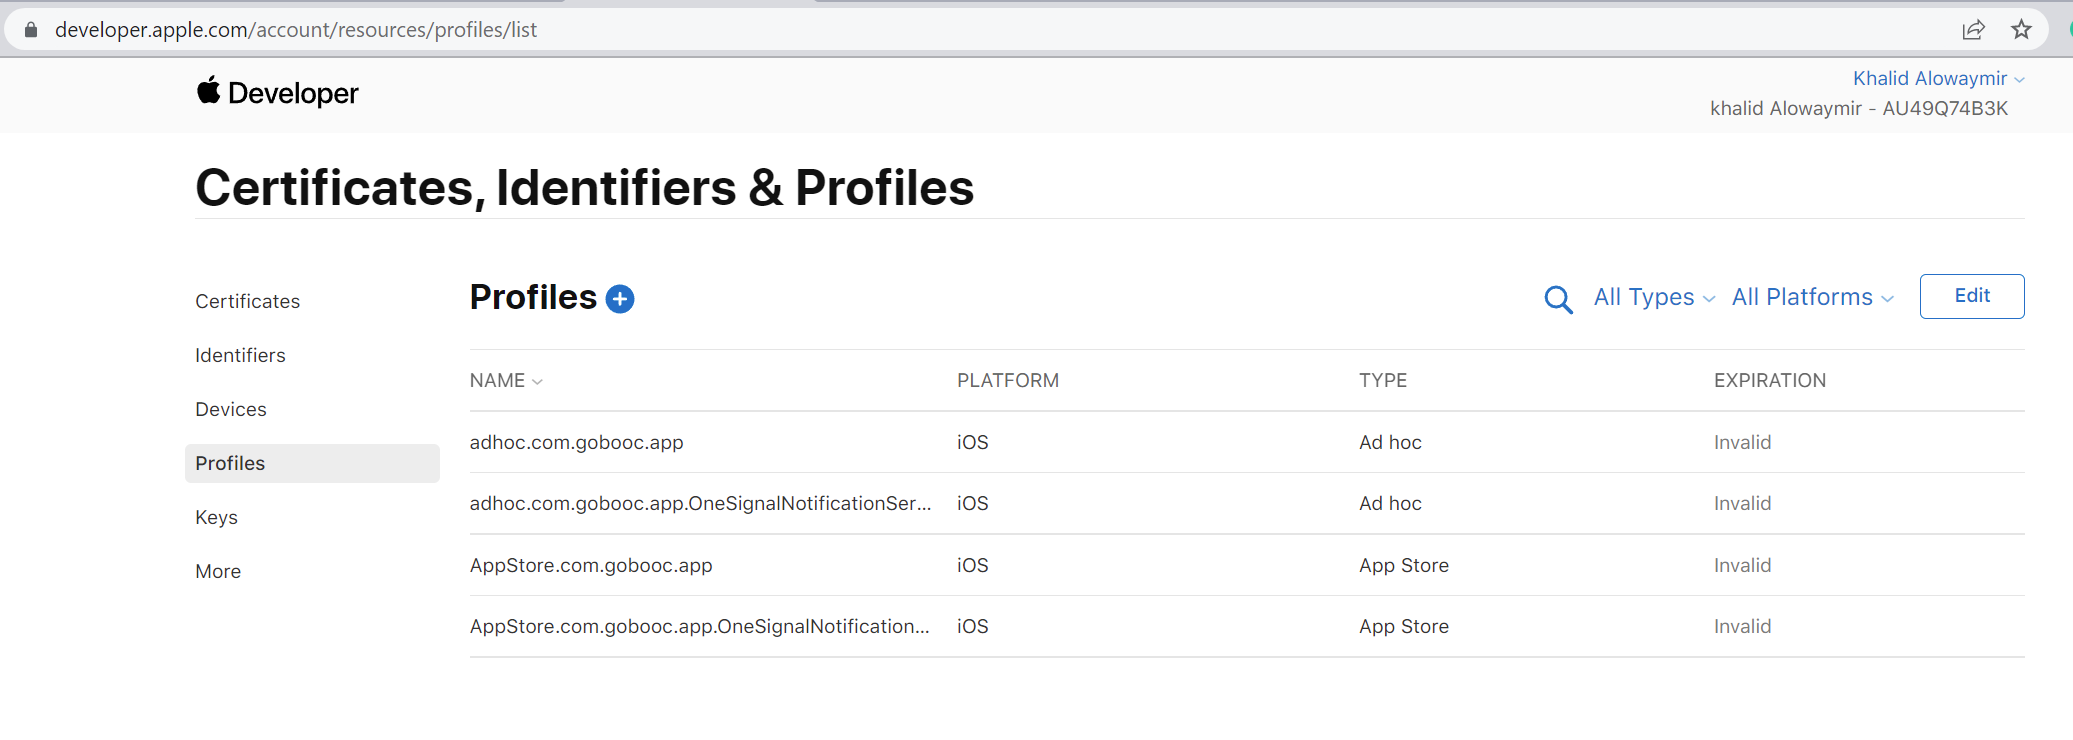 developer.apple.com/account/resources/profiles/list
Developer
Khalid Alowaymir
khalid Alowaymir - AU49Q74B3K
Certificates, Identifiers & Profiles
Certificates
Identifiers
Devices
Profiles
Keys
More
Profiles
All Types
All Platforms
Edit
NAME PLATFORM TYPE EXPIRATION
adhoc.com.gobooc.app iOS Ad hoc Invalid
adhoc.com.gobooc.app.OneSignalNotificationSer... iOS Ad hoc Invalid
AppStore.com.gobooc.app iOS App Store Invalid
AppStore.com.gobooc.app.OneSignalNotification... iOS App Store Invalid